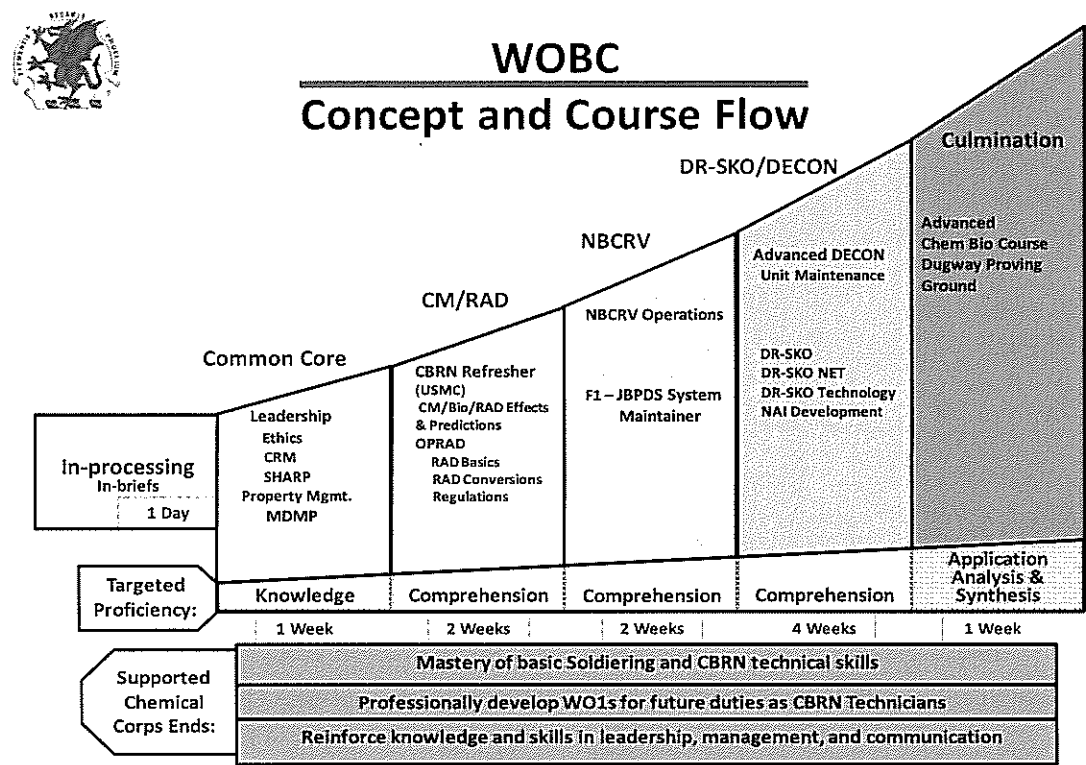 WOBC
Concept and Course Flow
In-processing
In-briefs
1 Day
Common Core
Leadership
Ethics
CRM
SHARP
Property Mgmt.
MDMP
CM/RAD
CBRN Refresher
(USMC)
CM/Bio/RAD Effects
& Predictions
OPRAD
RAD Basics
RAD Conversions
Regulations
NBCRV
NBCRV Operations
F1 – JBPDS System
Maintainer
DR-SKO/DECON
Advanced DECON
Unit Maintenance
DR-SKO
DR-SKO NET
DR-SKO Technology
NAI Development
Culmination
Advanced
Chem Bio Course
Dugway Proving
Ground
Targeted
Proficiency:
Knowledge
Comprehension
Comprehension
Comprehension
Application
Analysis &
Synthesis
1 Week
2 Weeks
2 Weeks
4 Weeks
1 Week
Supported
Chemical
Corps Ends:
Mastery of basic Soldiering and CBRN technical skills
Professionally develop WO1s for future duties as CBRN Technicians
Reinforce knowledge and skills in leadership, management, and communication